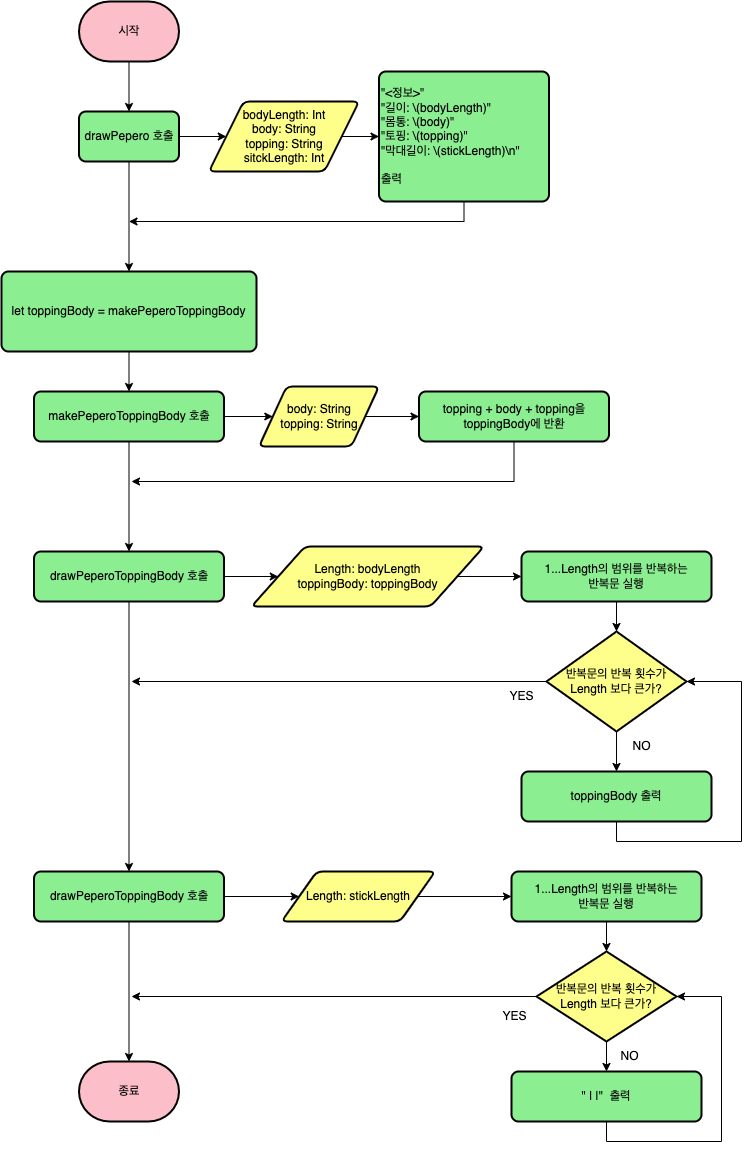 시작
drawPepero 호출
bodyLength: Int
body: String
topping: String
sitckLength: Int
"<정보>"
"길이: \(bodyLength)"
"몸통: \(body)"
"토핑: \(topping)"
"막대길이: \(stickLength)\n"
출력
let toppingBody = makePeperoToppingBody
makePeperoToppingBody 호출
body: String
topping: String
topping + body + topping을
toppingBody에 반환
drawPeperoToppingBody 호출
Length: bodyLength
toppingBody: toppingBody
1...Length의 범위를 반복하는
반복문 실행
반복문의 반복 횟수가
Length 보다 큰가?
YES
NO
toppingBody 출력
drawPeperoToppingBody 호출
Length: stickLength
1...Length의 범위를 반복하는
반복문 실행
반복문의 반복 횟수가
Length 보다 큰가?
YES
NO
종료
" I I" 출력